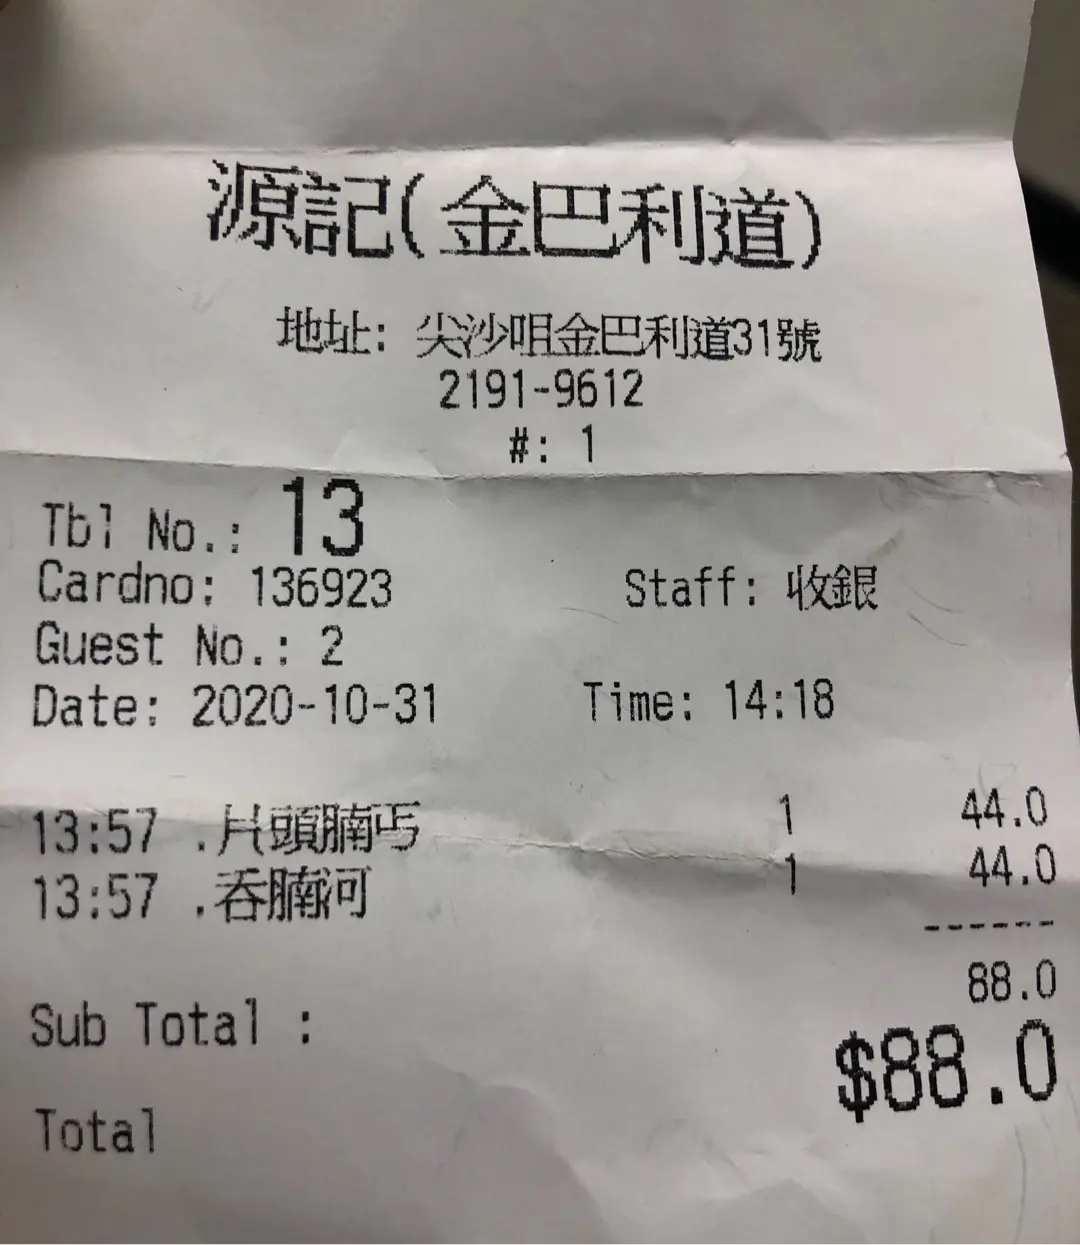 源記(金巴利道)
地址: 尖沙咀金巴利道31號
2191-9612
#: 1
Tbl No.: 13
Cardno: 136923 Staff: 收銀
Guest No.: 2
Date: 2020-10-31 Time: 14:18
13:57 .片頭腩丐 1 44.0
13:57 .吞腩河 1 44.0
------
88.0
Sub Total :
$88.0
Total